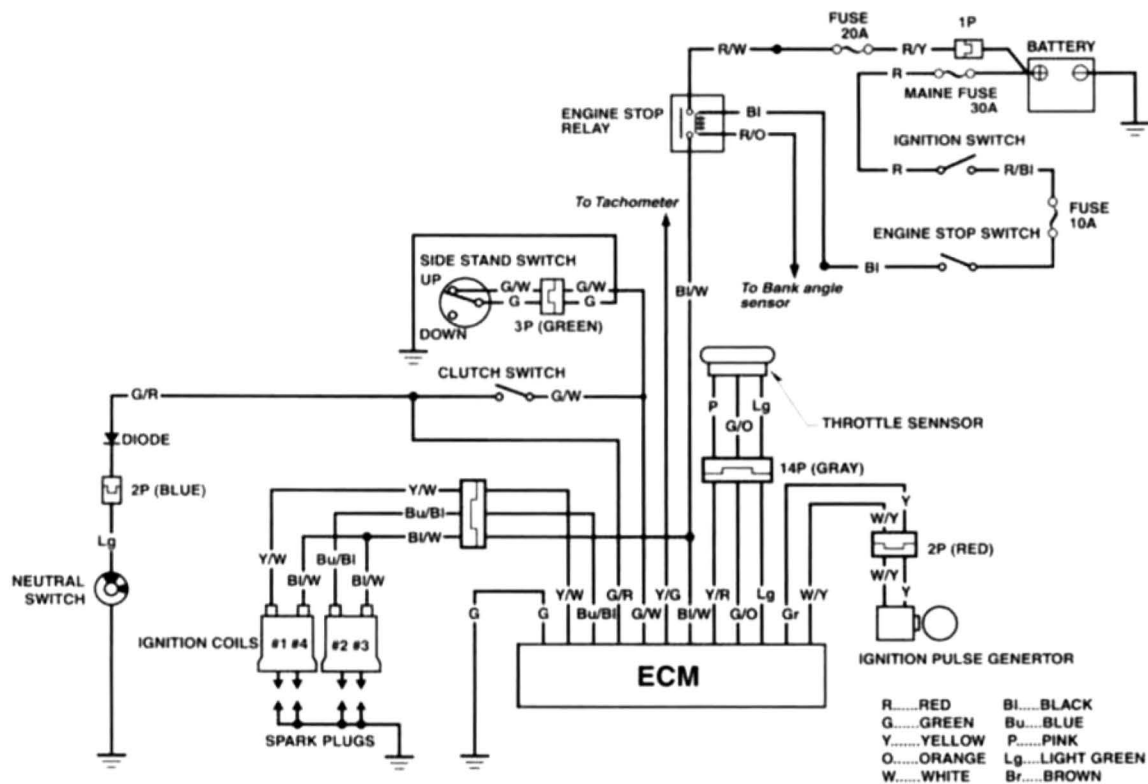 FUSE
20A
1P
R/W
R/Y
BATTERY
R
MAINE FUSE
30A
ENGINE STOP
RELAY
Bl
R/O
IGNITION SWITCH
R
R/Bl
FUSE
10A
To Tachometer
ENGINE STOP SWITCH
Bl
SIDE STAND SWITCH
UP
G/W
G/W
G
G
DOWN
3P (GREEN)
Bl/W
To Bank angle
sensor
CLUTCH SWITCH
G/R
G/W
P
G/O
Lg
THROTTLE SENNSOR
DIODE
2P (BLUE)
14P (GRAY)
Y/W
Bu/Bl
Bl/W
Y
W/Y
2P (RED)
Lg
Y/W
Bl/W
Bu/Bl
Bl/W
W/Y
Y
NEUTRAL
SWITCH
G
G
Y/W
Bu/Bl
G/R
G/W
Y/G
Bl/W
Y/R
G/O
Lg
Gr
W/Y
IGNITION COILS
#1 #4
#2 #3
ECM
IGNITION PULSE GENERTOR
SPARK PLUGS
R......RED
Bl.....BLACK
G......GREEN
Bu....BLUE
Y.......YELLOW
P.....PINK
O......ORANGE
Lg....LIGHT GREEN
W.....WHITE
Br....BROWN